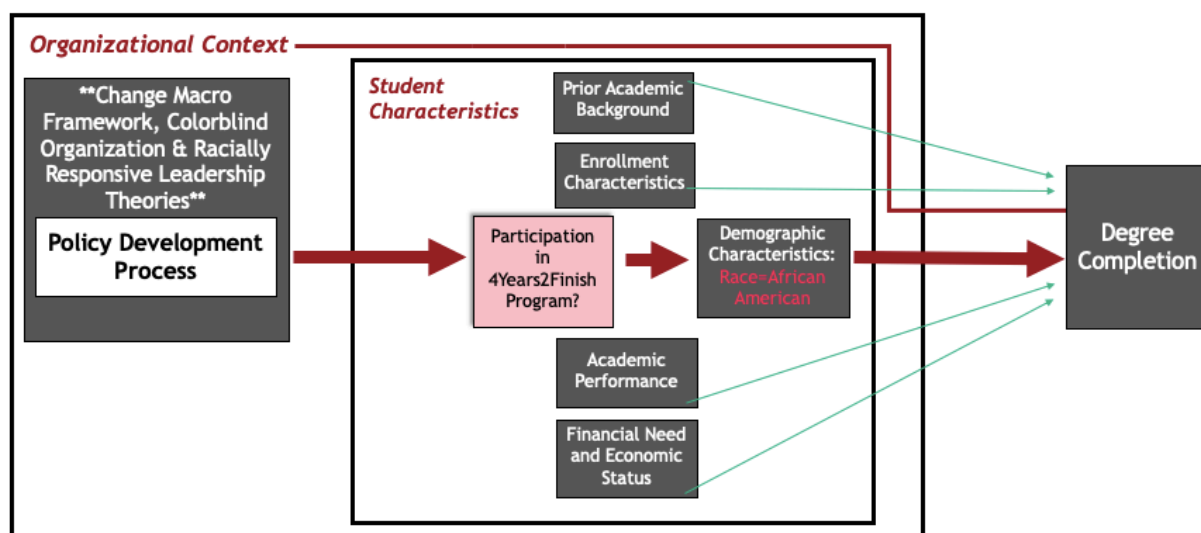 Organizational Context
**Change Macro
Framework, Colorblind
Organization & Racially
Responsive Leadership
Theories**
Policy Development
Process
Student
Characteristics
Prior Academic
Background
Enrollment
Characteristics
Participation
in
4Years2Finish
Program?
Demographic
Characteristics:
Race=African
American
Academic
Performance
Financial Need
and Economic
Status
Degree
Completion